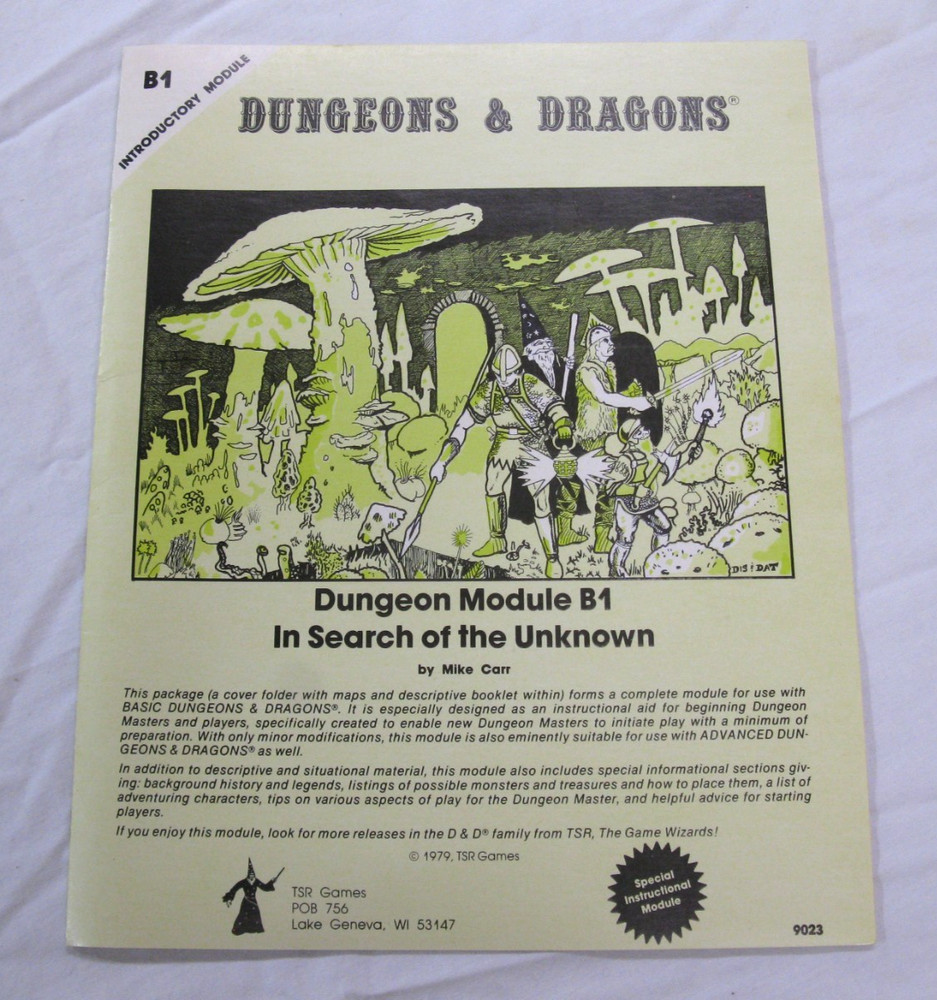 B1
INTRODUCTORY MODULE
DUNGEONS & DRAGONS®
DIS & DAT
Dungeon Module B1
In Search of the Unknown
by Mike Carr
This package (a cover folder with maps and descriptive booklet within) forms a complete module for use with
BASIC DUNGEONS & DRAGONS®. It is especially designed as an instructional aid for beginning Dungeon
Masters and players, specifically created to enable new Dungeon Masters to initiate play with a minimum of
preparation. With only minor modifications, this module is also eminently suitable for use with ADVANCED DUN-
GEONS & DRAGONS® as well.
In addition to descriptive and situational material, this module also includes special informational sections giv-
ing: background history and legends, listings of possible monsters and treasures and how to place them, a list of
adventuring characters, tips on various aspects of play for the Dungeon Master, and helpful advice for starting
players.
If you enjoy this module, look for more releases in the D & D® family from TSR, The Game Wizards!
© 1979, TSR Games
TSR Games
POB 756
Lake Geneva, WI 53147
Special
Instructional
Module
9023